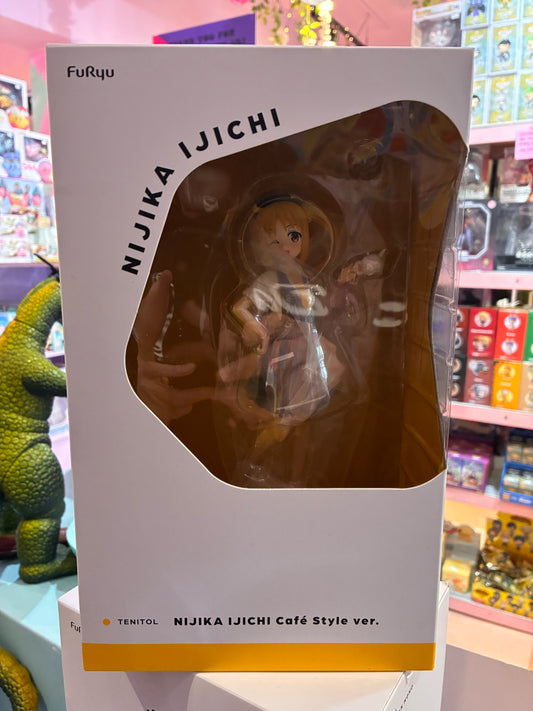 FuRyu
NIJIKA IJICHI
TENITOL NIJIKA IJICHI Café Style ver.